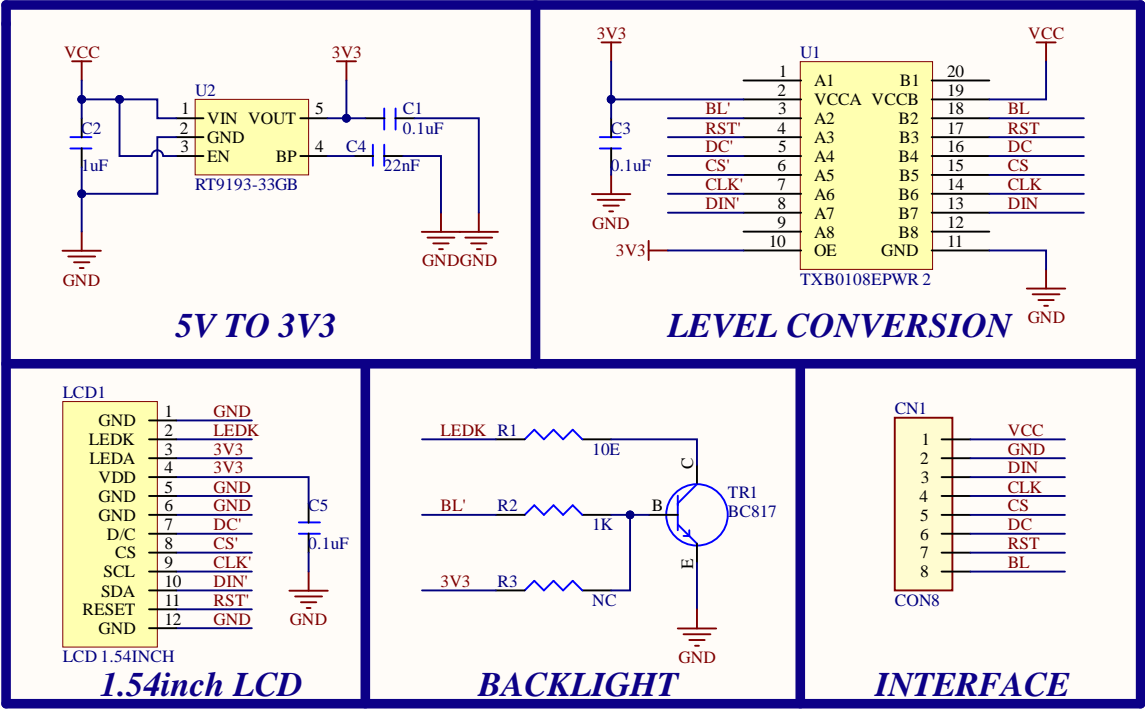 VCC
3V3
U2
1
VIN
VOUT
5
2
GND
3
EN
BP
4
RT9193-33GB
C2
1uF
C1
0.1uF
C4
22nF
GND
GND
GND
5V TO 3V3
3V3
VCC
U1
1 A1 B1 20
2 VCCA VCCB 19
BL' 3 A2 B2 18 BL
RST' 4 A3 B3 17 RST
DC' 5 A4 B4 16 DC
CS' 6 A5 B5 15 CS
CLK' 7 A6 B6 14 CLK
DIN' 8 A7 B7 13 DIN
9 A8 B8 12
3V3 10 OE GND 11
TXB0108EPWR 2
C3
0.1uF
GND
GND
LEVEL CONVERSION
LCD1
GND 1 GND
LEDK 2 LEDK
LEDA 3 3V3
VDD 4 3V3
GND 5 GND
GND 6 GND
D/C 7 DC'
CS 8 CS'
SCL 9 CLK'
SDA 10 DIN'
RESET 11 RST'
GND 12 GND
LCD 1.54INCH
C5
0.1uF
GND
1.54inch LCD
LEDK R1
10E
BL' R2
1K
3V3 R3
NC
C
B
E
TR1
BC817
GND
BACKLIGHT
CN1
1 VCC
2 GND
3 DIN
4 CLK
5 CS
6 DC
7 RST
8 BL
CON8
INTERFACE